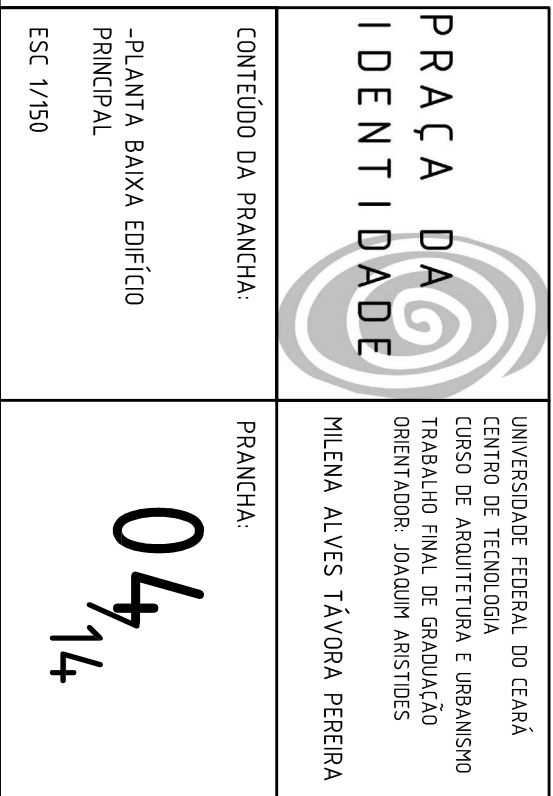 PRAÇA DA
IDENTIDADE
UNIVERSIDADE FEDERAL DO CEARÁ
CENTRO DE TECNOLOGIA
CURSO DE ARQUITETURA E URBANISMO
TRABALHO FINAL DE GRADUAÇÃO
ORIENTADOR: JOAQUIM ARISTIDES
MILENA ALVES TÁVORA PEREIRA
CONTEÚDO DA PRANCHA:
-PLANTA BAIXA EDIFÍCIO
PRINCIPAL
ESC 1/150
PRANCHA:
04/14